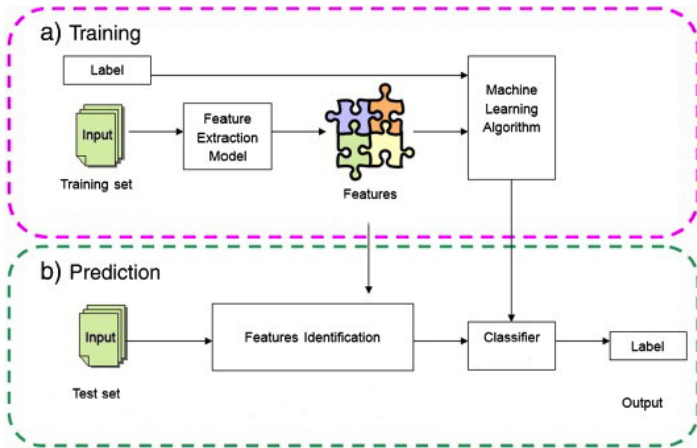 a) Training
Label
Input
Training set
Feature
Extraction
Model
Features
Machine
Learning
Algorithm
b) Prediction
Input
Test set
Features Identification
Classifier
Label
Output